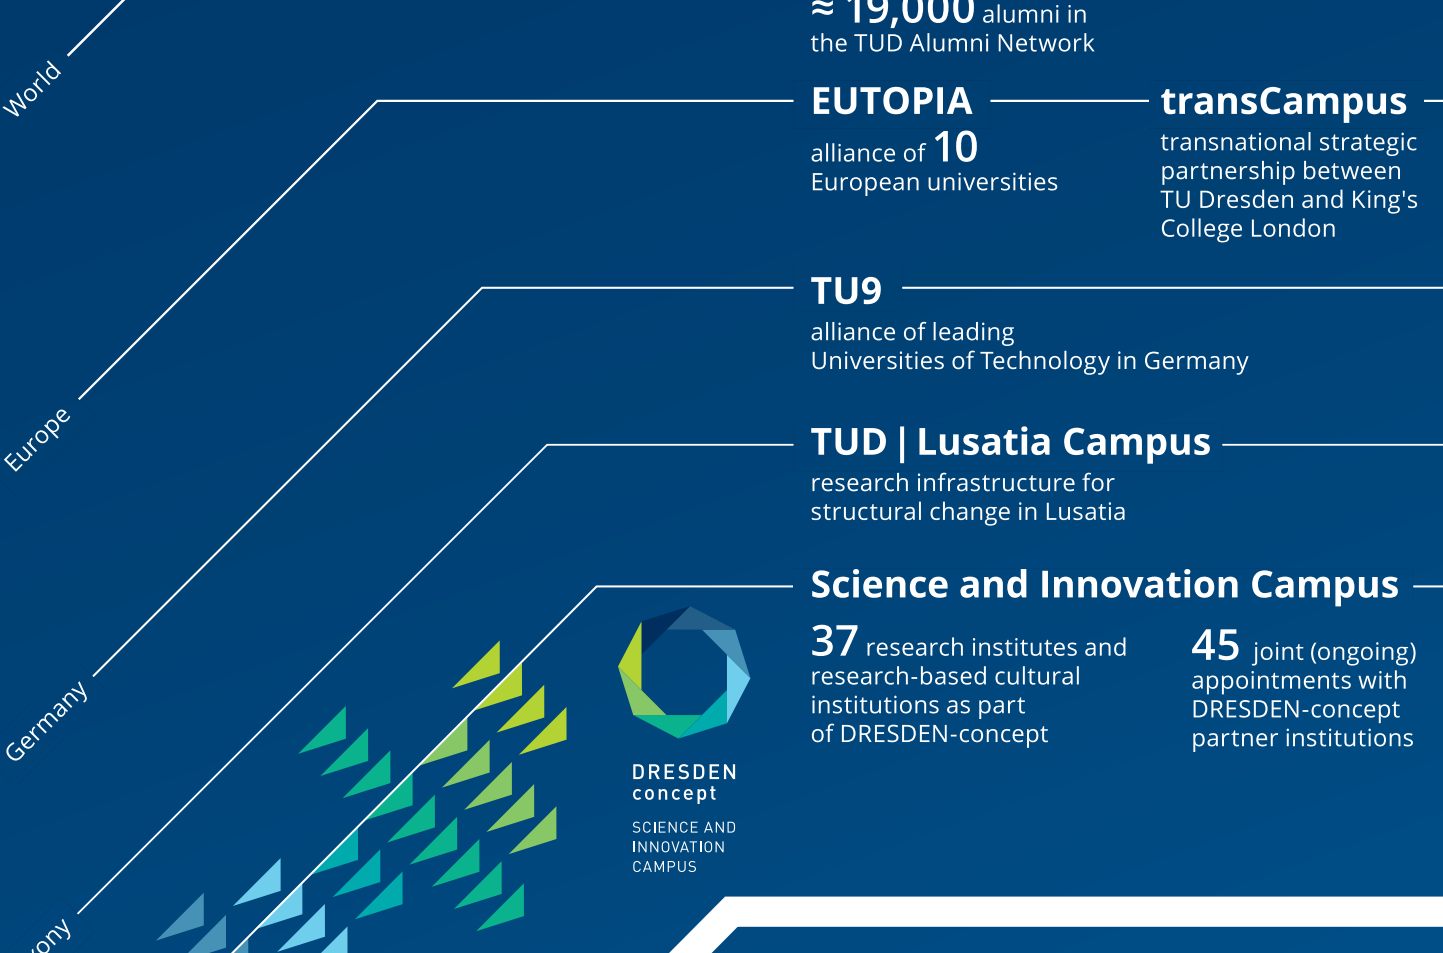 ≈ 19,000 alumni in
the TUD Alumni Network
World
EUTOPIA
alliance of 10
European universities
transCampus
transnational strategic
partnership between
TU Dresden and King's
College London
Europe
TU9
alliance of leading
Universities of Technology in Germany
Germany
TUD | Lusatia Campus
research infrastructure for
structural change in Lusatia
Science and Innovation Campus
37 research institutes and
research-based cultural
institutions as part
of DRESDEN-concept
45 joint (ongoing)
appointments with
DRESDEN-concept
partner institutions
DRESDEN
concept
SCIENCE AND
INNOVATION
CAMPUS